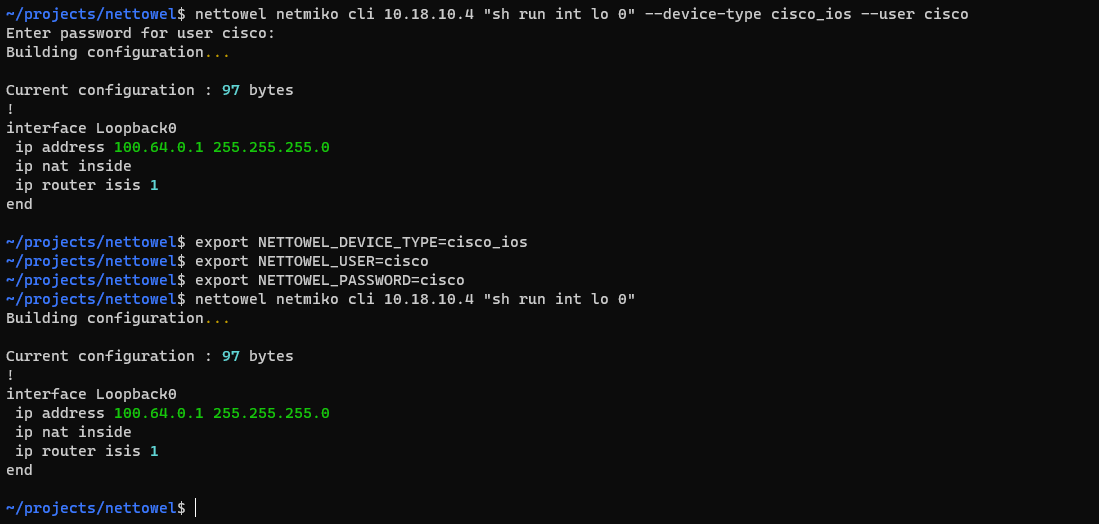 ~/projects/nettowel$ nettowel netmiko cli 10.18.10.4 "sh run int lo 0" --device-type cisco_ios --user cisco
Enter password for user cisco:
Building configuration...
Current configuration : 97 bytes
!
interface Loopback0
 ip address 100.64.0.1 255.255.255.0
 ip nat inside
 ip router isis 1
end
~/projects/nettowel$ export NETTOWEL_DEVICE_TYPE=cisco_ios
~/projects/nettowel$ export NETTOWEL_USER=cisco
~/projects/nettowel$ export NETTOWEL_PASSWORD=cisco
~/projects/nettowel$ nettowel netmiko cli 10.18.10.4 "sh run int lo 0"
Building configuration...
Current configuration : 97 bytes
!
interface Loopback0
 ip address 100.64.0.1 255.255.255.0
 ip nat inside
 ip router isis 1
end
~/projects/nettowel$